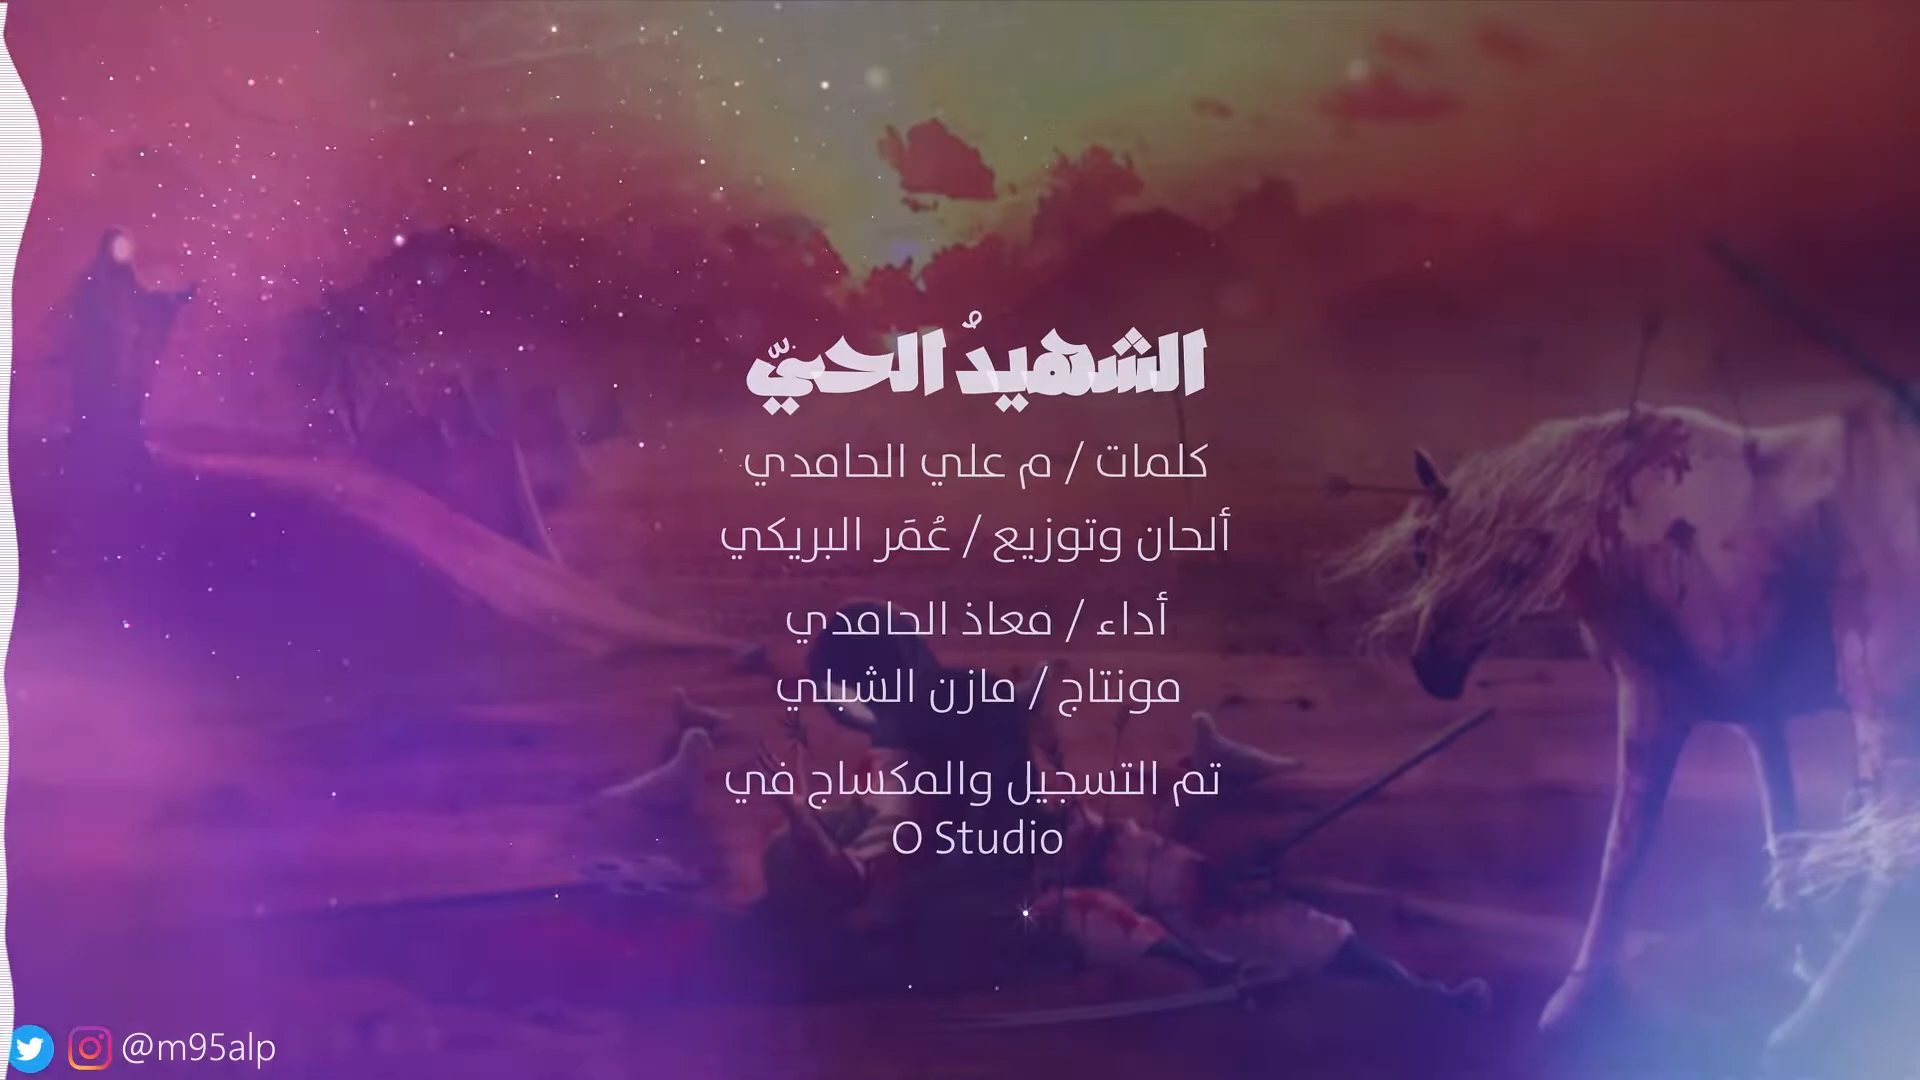 الشهيدُ الحيّ
كلمات / م علي الحامدي
ألحان وتوزيع / عُمَر البريكي
أداء / معاذ الحامدي
مونتاج / مازن الشبلي
تم التسجيل والمكساج في
O Studio
@m95alp